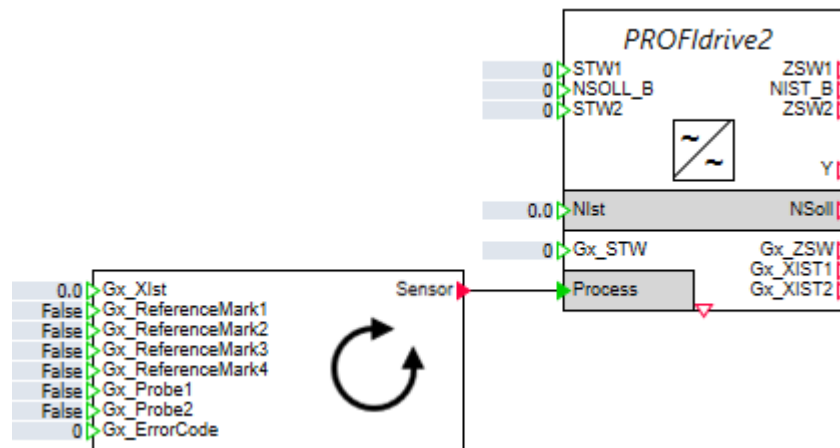 PROFIdrive2
0 STW1 ZSW1
0 NSOLL_B NIST_B
0 STW2 ZSW2
~
~
Y
0.0 NIst NSoll
0 Gx_STW Gx_ZSW
Gx_XIST1
Process Gx_XIST2
0.0 Gx_XIst Sensor
False Gx_ReferenceMark1
False Gx_ReferenceMark2
False Gx_ReferenceMark3
False Gx_ReferenceMark4
False Gx_Probe1
False Gx_Probe2
0 Gx_ErrorCode